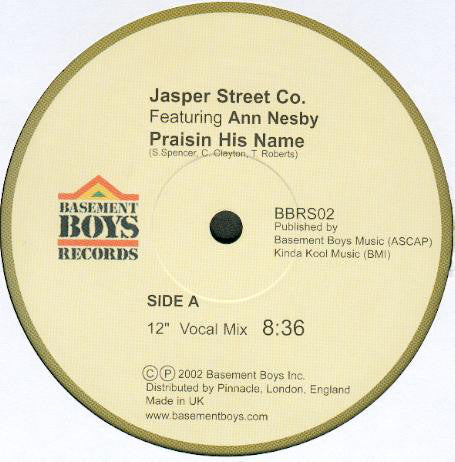 Jasper Street Co.
Featuring Ann Nesby
Praisin His Name
(S.Spencer, C. Clayton, T. Roberts)
BASEMENT
BOYS
RECORDS
BBRS02
Published by
Basement Boys Music (ASCAP)
Kinda Kool Music (BMI)
SIDE A
12" Vocal Mix 8:36
© ℗ 2002 Basement Boys Inc.
Distributed by Pinnacle, London, England
Made in UK
www.basementboys.com